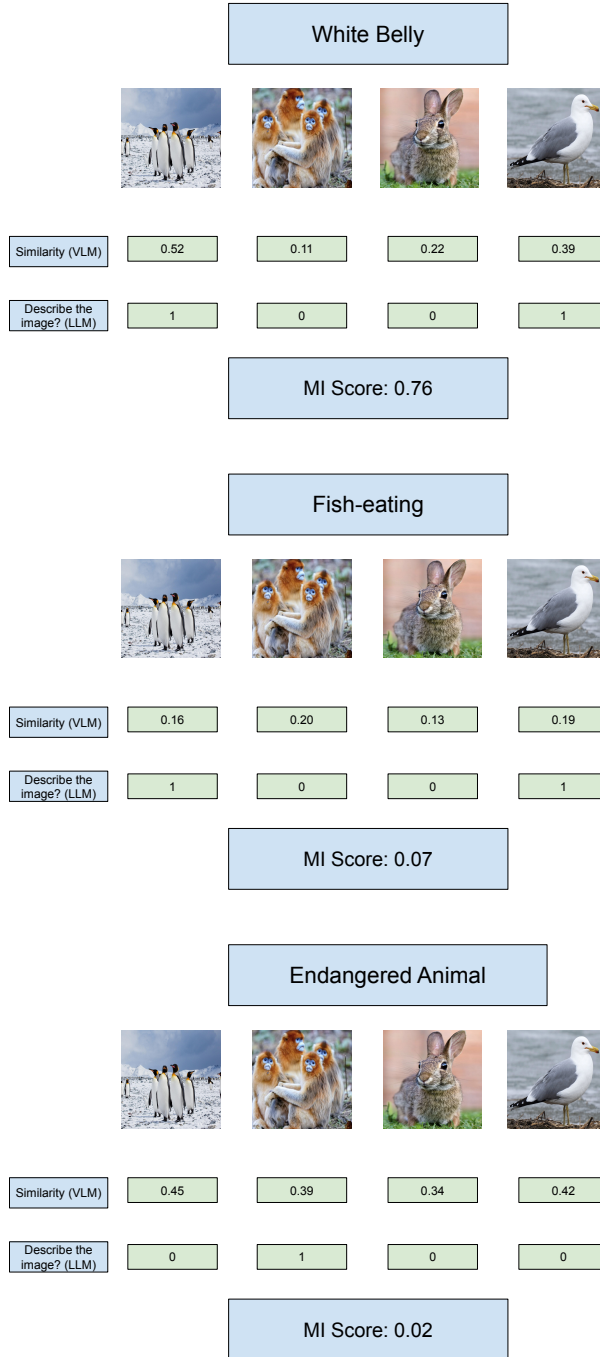 White Belly
Similarity (VLM) 0.52 0.11 0.22 0.39
Describe the
image? (LLM) 1 0 0 1
MI Score: 0.76
Fish-eating
Similarity (VLM) 0.16 0.20 0.13 0.19
Describe the
image? (LLM) 1 0 0 1
MI Score: 0.07
Endangered Animal
Similarity (VLM) 0.45 0.39 0.34 0.42
Describe the
image? (LLM) 0 1 0 0
MI Score: 0.02